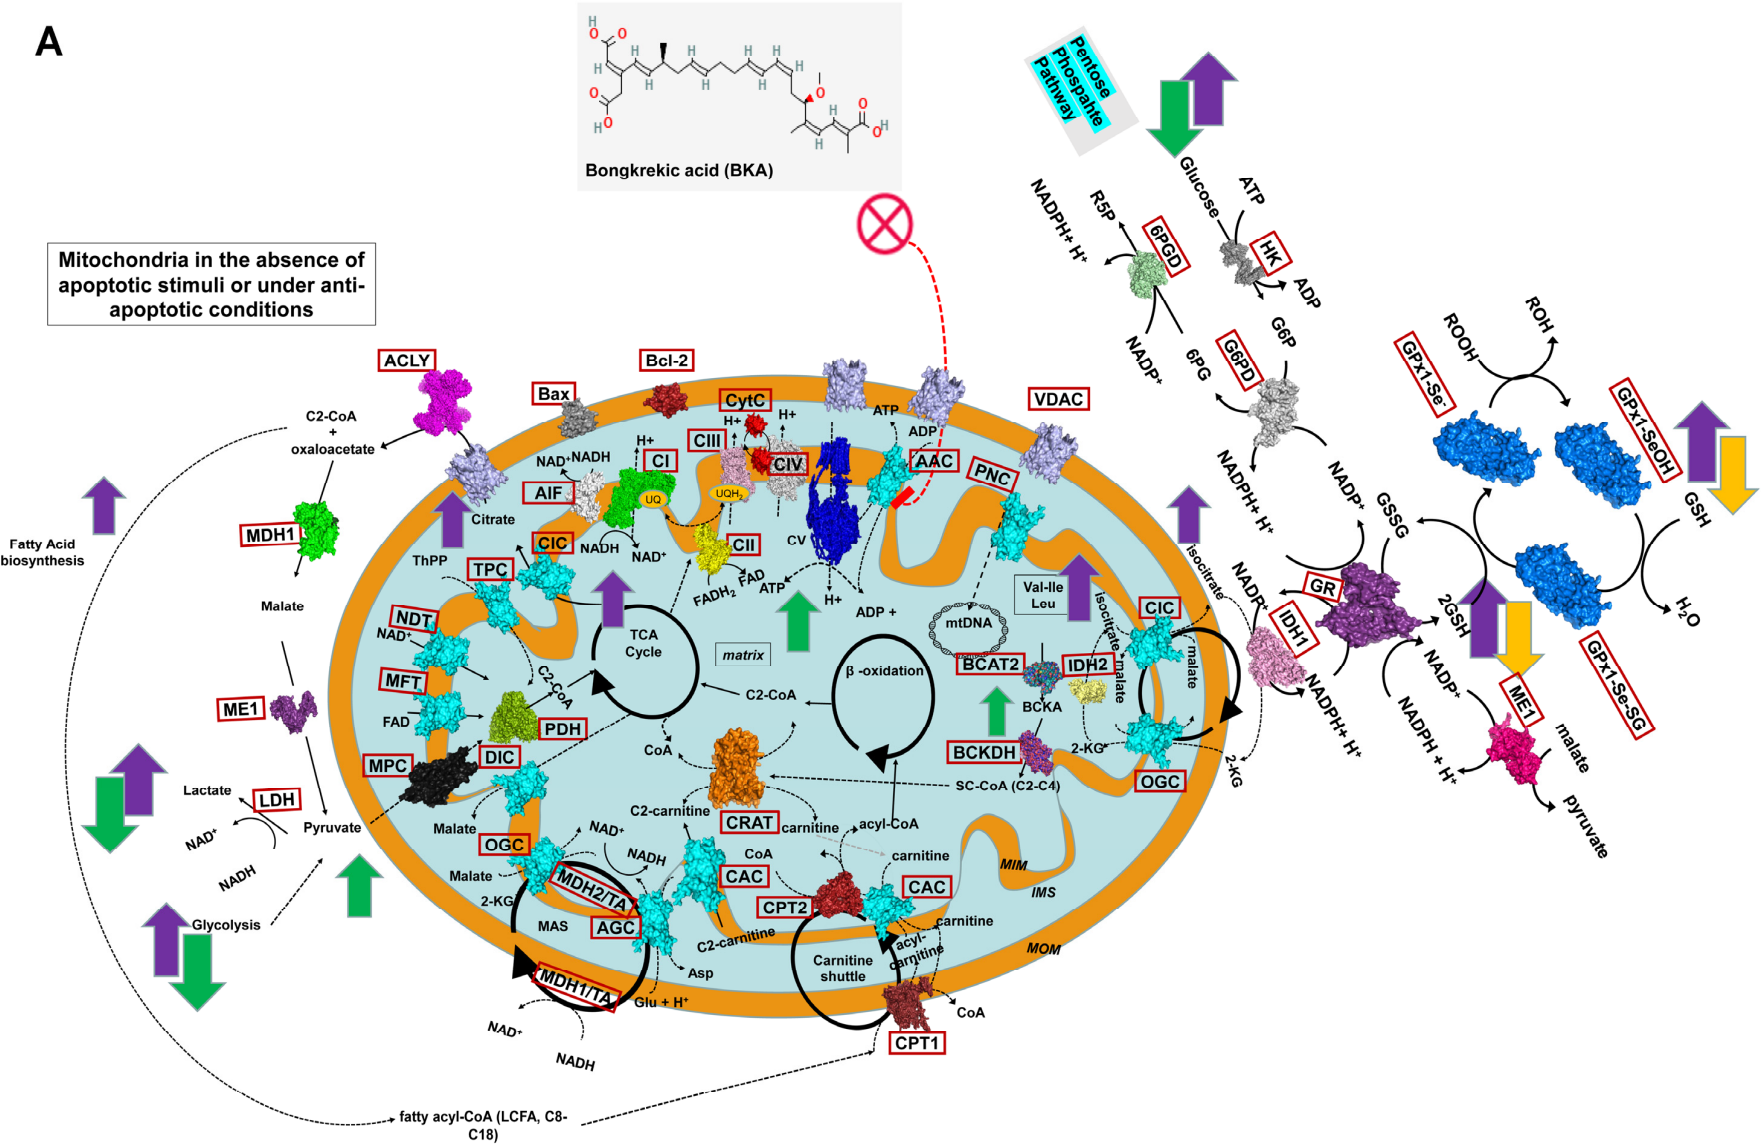 A
H
O
O
H
H
H
O
O
H
H
H
H
H
H
H
H
O
H
H
O
O
H
Bongkrekic acid (BKA)
Pentose
Phospahte
Pathway
Mitochondria in the absence of
apoptotic stimuli or under anti-
apoptotic conditions
Glucose
ATP
HK
ADP
G6P
R5P
NADPH+ H⁺
6PGD
NADP⁺
6PG
G6PD
NADPH+ H⁺
NADP⁺
GSSG
ROOH
ROH
GPx1-Se⁻
GPx1-SeOH
GSH
H₂O
GPx1-Se-SG
2GSH
GR
NADP⁺
IDH1
NADPH+ H⁺
NADP⁺
NADPH + H⁺
ME1
malate
pyruvate
ACLY
C2-CoA
+
oxaloacetate
MDH1
Fatty Acid
biosynthesis
Malate
ME1
Lactate
LDH
NAD⁺
NADH
Pyruvate
Glycolysis
Bax
Bcl-2
CytC
VDAC
H+
H+
H+
ATP
ADP
CIII
CI
CIV
AAC
PNC
NAD⁺
NADH
AIF
UQ
UQH₂
Citrate
CIC
NADH
NAD⁺
CII
CV
FAD
FADH₂
ATP
H+
ADP +
ThPP
TPC
NDT
NAD⁺
MFT
FAD
C2-CoA
PDH
MPC
DIC
TCA
Cycle
matrix
mtDNA
Val-Ile
Leu
isocitrate
isocitrate
CIC
malate
malate
BCAT2
IDH2
BCKA
BCKDH
2-KG
OGC
2-KG
SC-CoA (C2-C4)
β -oxidation
C2-CoA
CoA
C2-carnitine
CRAT
carnitine
acyl-CoA
carnitine
Malate
OGC
NAD⁺
NADH
Malate
2-KG
MDH2/TA
MAS
AGC
CAC
CoA
CPT2
CAC
C2-carnitine
carnitine
acyl-
carnitine
Carnitine
shuttle
Asp
Glu + H⁺
MDH1/TA
NAD⁺
NADH
CoA
CPT1
MIM
IMS
MOM
fatty acyl-CoA (LCFA, C8-
C18)